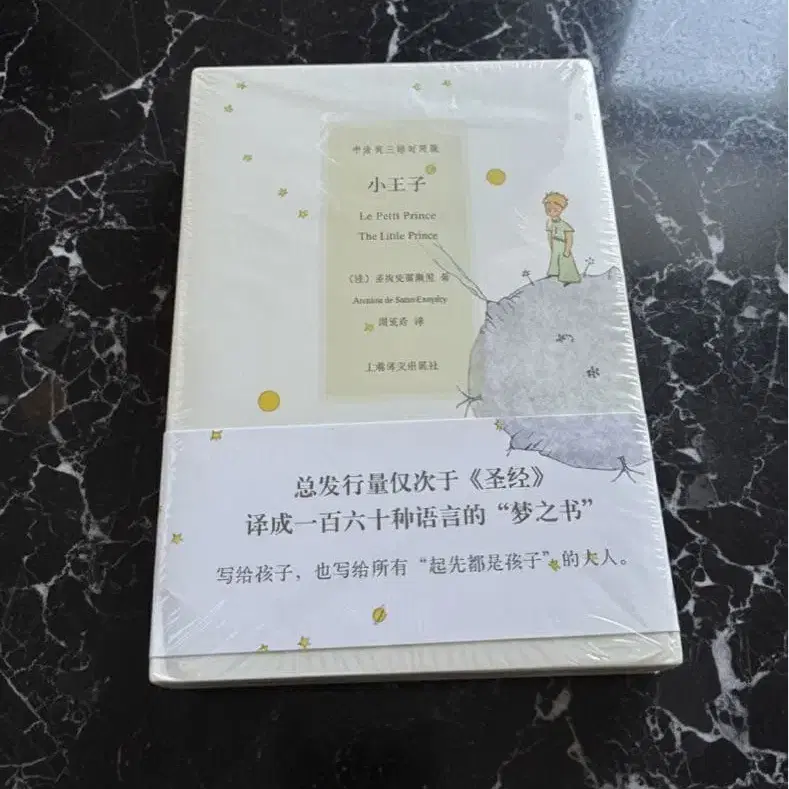 中法英三语对照版
小王子
Le Petit Prince
The Little Prince
（法）圣埃克苏佩里 著
Antoine de Saint-Exupéry
周克希 译
上海译文出版社
总发行量仅次于《圣经》
译成一百六十种语言的“梦之书”
写给孩子，也写给所有“起先都是孩子”的大人。